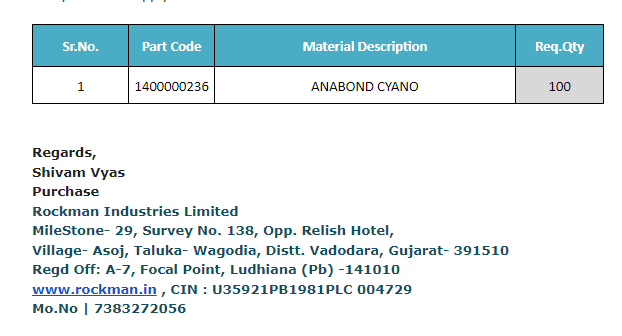 Sr.No. Part Code Material Description Req.Qty
1 1400000236 ANABOND CYANO 100
Regards,
Shivam Vyas
Purchase
Rockman Industries Limited
MileStone- 29, Survey No. 138, Opp. Relish Hotel,
Village- Asoj, Taluka- Wagodia, Distt. Vadodara, Gujarat- 391510
Regd Off: A-7, Focal Point, Ludhiana (Pb) -141010
www.rockman.in , CIN : U35921PB1981PLC 004729
Mo.No | 7383272056